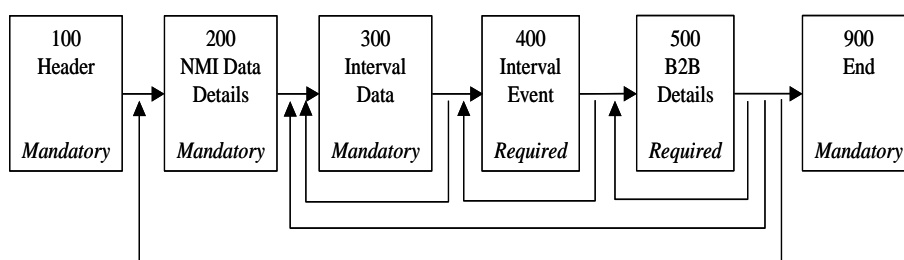 100
Header
Mandatory
200
NMI Data
Details
Mandatory
300
Interval
Data
Mandatory
400
Interval
Event
Required
500
B2B
Details
Required
900
End
Mandatory